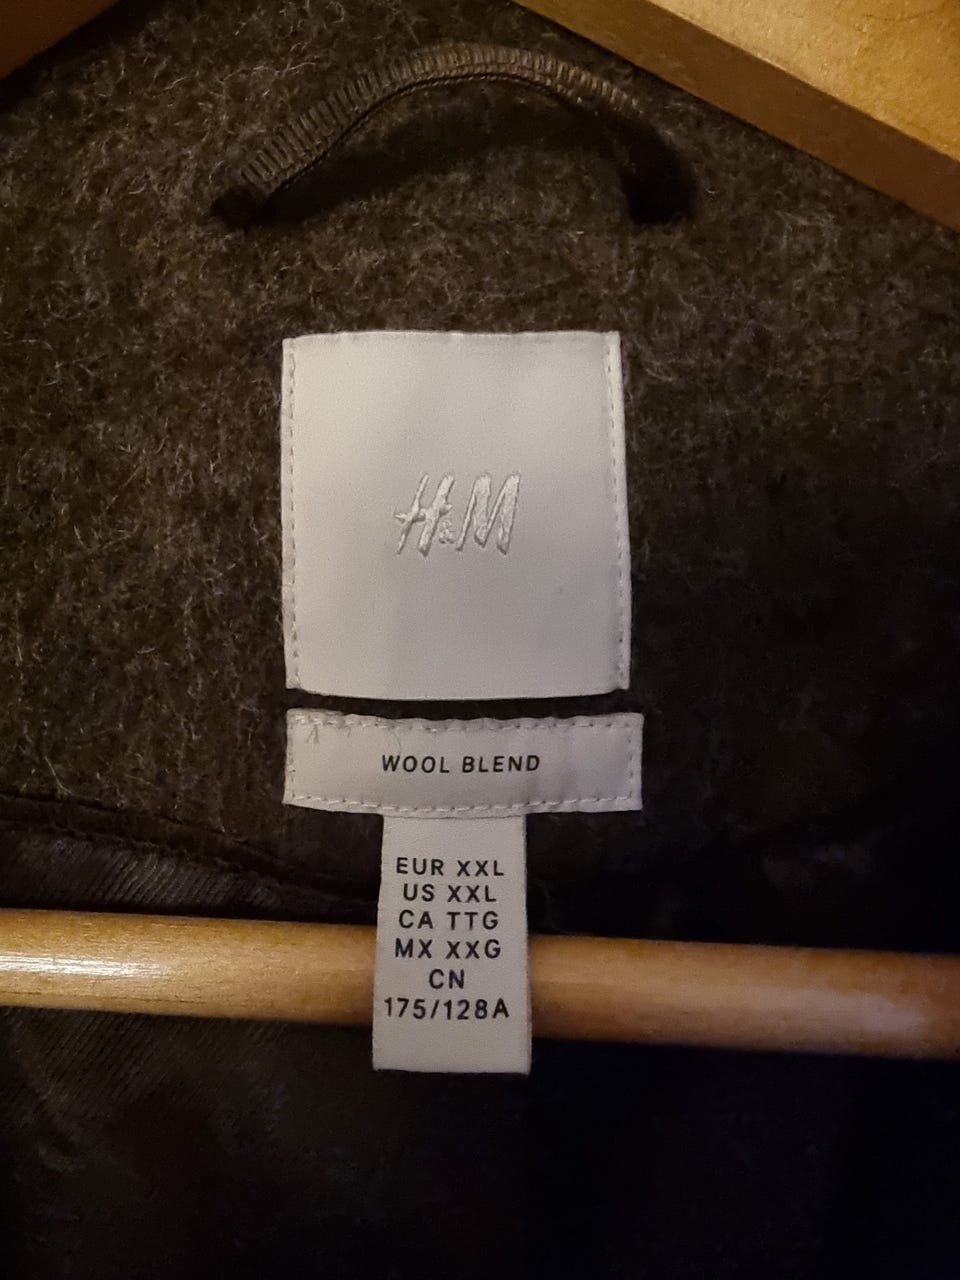 H&M
WOOL BLEND
EUR XXL
US XXL
CA TTG
MX XXG
CN
175/128A